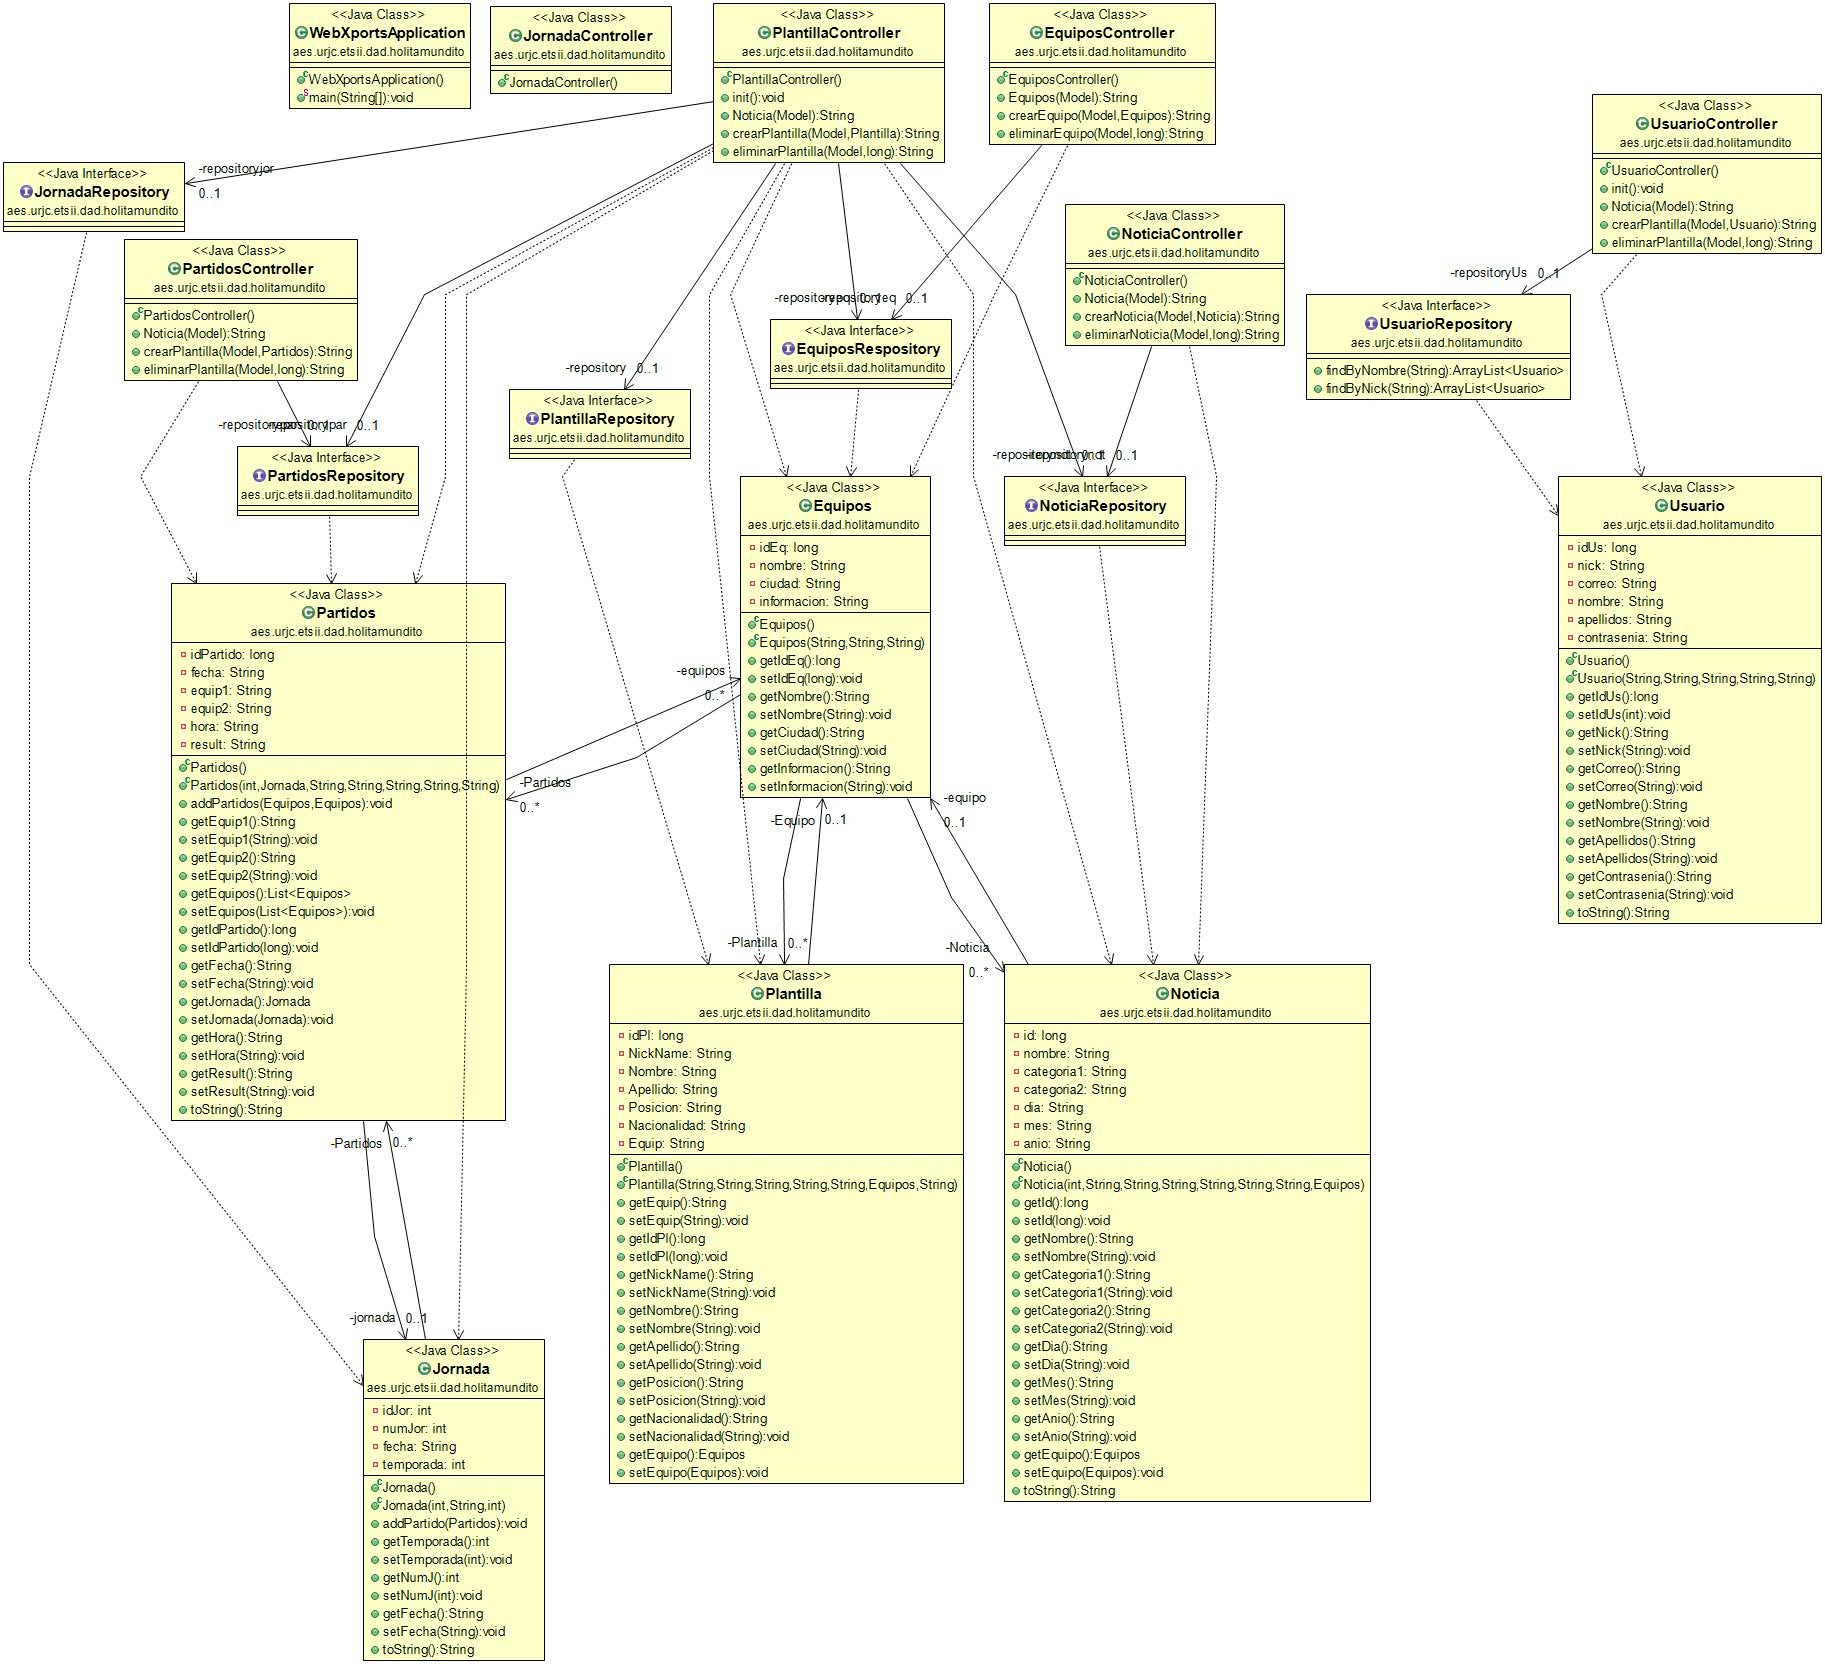 <<Java Class>>
WebXportsApplication
aes.urjc.etsii.dad.holitamundito
WebXportsApplication()
main(String[]):void
<<Java Class>>
JornadaController
aes.urjc.etsii.dad.holitamundito
JornadaController()
<<Java Class>>
PlantillaController
aes.urjc.etsii.dad.holitamundito
PlantillaController()
init():void
Noticia(Model):String
crearPlantilla(Model,Plantilla):String
eliminarPlantilla(Model,long):String
<<Java Class>>
EquiposController
aes.urjc.etsii.dad.holitamundito
EquiposController()
Equipos(Model):String
crearEquipo(Model,Equipos):String
eliminarEquipo(Model,long):String
<<Java Class>>
UsuarioController
aes.urjc.etsii.dad.holitamundito
UsuarioController()
init():void
Noticia(Model):String
crearPlantilla(Model,Usuario):String
eliminarPlantilla(Model,long):String
-repositoryjor
0..1
<<Java Interface>>
JornadaRepository
aes.urjc.etsii.dad.holitamundito
<<Java Class>>
PartidosController
aes.urjc.etsii.dad.holitamundito
PartidosController()
Noticia(Model):String
crearPlantilla(Model,Partidos):String
eliminarPlantilla(Model,long):String
<<Java Class>>
NoticiaController
aes.urjc.etsii.dad.holitamundito
NoticiaController()
Noticia(Model):String
crearNoticia(Model,Noticia):String
eliminarNoticia(Model,long):String
-repositoryUs 0..1
<<Java Interface>>
UsuarioRepository
aes.urjc.etsii.dad.holitamundito
findByNombre(String):ArrayList<Usuario>
findByNick(String):ArrayList<Usuario>
0..1
<<Java Interface>>
EquiposRespository
aes.urjc.etsii.dad.holitamundito
-repository 0..1
<<Java Interface>>
PlantillaRepository
aes.urjc.etsii.dad.holitamundito
0..1
<<Java Interface>>
PartidosRepository
aes.urjc.etsii.dad.holitamundito
0..1
<<Java Interface>>
NoticiaRepository
aes.urjc.etsii.dad.holitamundito
<<Java Class>>
Equipos
aes.urjc.etsii.dad.holitamundito
idEq: long
nombre: String
ciudad: String
informacion: String
Equipos()
Equipos(String,String,String)
getIdEq():long
setIdEq(long):void
getNombre():String
setNombre(String):void
getCiudad():String
setCiudad(String):void
getInformacion():String
setInformacion(String):void
<<Java Class>>
Usuario
aes.urjc.etsii.dad.holitamundito
idUs: long
nick: String
correo: String
nombre: String
apellidos: String
contrasenia: String
Usuario()
Usuario(String,String,String,String,String)
getIdUs():long
setIdUs(int):void
getNick():String
setNick(String):void
getCorreo():String
setCorreo(String):void
getNombre():String
setNombre(String):void
getApellidos():String
setApellidos(String):void
getContrasenia():String
setContrasenia(String):void
toString():String
<<Java Class>>
Partidos
aes.urjc.etsii.dad.holitamundito
idPartido: long
fecha: String
equip1: String
equip2: String
hora: String
result: String
Partidos()
Partidos(int,Jornada,String,String,String,String,String)
addPartidos(Equipos,Equipos):void
getEquip1():String
setEquip1(String):void
getEquip2():String
setEquip2(String):void
getEquipos():List<Equipos>
setEquipos(List<Equipos>):void
getIdPartido():long
setIdPartido(long):void
getFecha():String
setFecha(String):void
getJornada():Jornada
setJornada(Jornada):void
getHora():String
setHora(String):void
getResult():String
setResult(String):void
toString():String
-equipos
0..*
-Partidos
0..*
-Equipo 0..1
-equipo
0..1
-Plantilla 0..*
-Noticia
0..*
<<Java Class>>
Plantilla
aes.urjc.etsii.dad.holitamundito
idPl: long
NickName: String
Nombre: String
Apellido: String
Posicion: String
Nacionalidad: String
Equip: String
Plantilla()
Plantilla(String,String,String,String,String,Equipos,String)
getEquip():String
setEquip(String):void
getIdPl():long
setIdPl(long):void
getNickName():String
setNickName(String):void
getNombre():String
setNombre(String):void
getApellido():String
setApellido(String):void
getPosicion():String
setPosicion(String):void
getNacionalidad():String
setNacionalidad(String):void
getEquipo():Equipos
setEquipo(Equipos):void
<<Java Class>>
Noticia
aes.urjc.etsii.dad.holitamundito
id: long
nombre: String
categoria1: String
categoria2: String
dia: String
mes: String
anio: String
Noticia()
Noticia(int,String,String,String,String,String,String,Equipos)
getId():long
setId(long):void
getNombre():String
setNombre(String):void
getCategoria1():String
setCategoria1(String):void
getCategoria2():String
setCategoria2(String):void
getDia():String
setDia(String):void
getMes():String
setMes(String):void
getAnio():String
setAnio(String):void
getEquipo():Equipos
setEquipo(Equipos):void
toString():String
-Partidos 0..*
-jornada 0..1
<<Java Class>>
Jornada
aes.urjc.etsii.dad.holitamundito
idJor: int
numJor: int
fecha: String
temporada: int
Jornada()
Jornada(int,String,int)
addPartido(Partidos):void
getTemporada():int
setTemporada(int):void
getNumJ():int
setNumJ(int):void
getFecha():String
setFecha(String):void
toString():String